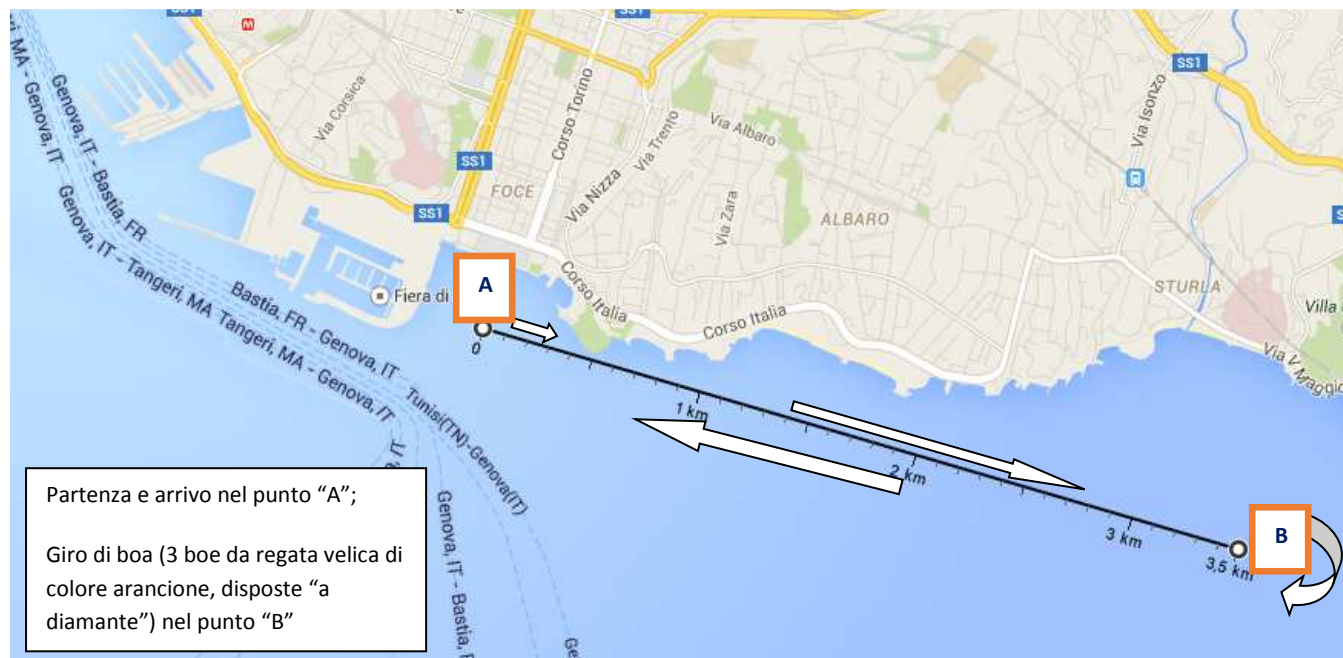 MA - Genova, IT
Genova, IT - Bastia, FR
Genova, IT - Tangeri, MA
Bastia, FR - Genova, IT
Tangeri, MA - Genova, IT
Tunisi(TN)-Genova(IT)
Genova, IT - Bastia,
M
Via Corsica
SS1
Corso Torino
SS1
FOCE
SS1
Via Trento
Via Nizza
Via Albaro
Via Zara
ALBARO
SS1
Via Isonzo
STURLA
Villa
Via V Maggio
Corso Italia
Corso Italia
Fiera di
A
0
1 km
2 km
3 km
3,5 km
B
Partenza e arrivo nel punto “A”;
Giro di boa (3 boe da regata velica di
colore arancione, disposte “a
diamante”) nel punto “B”